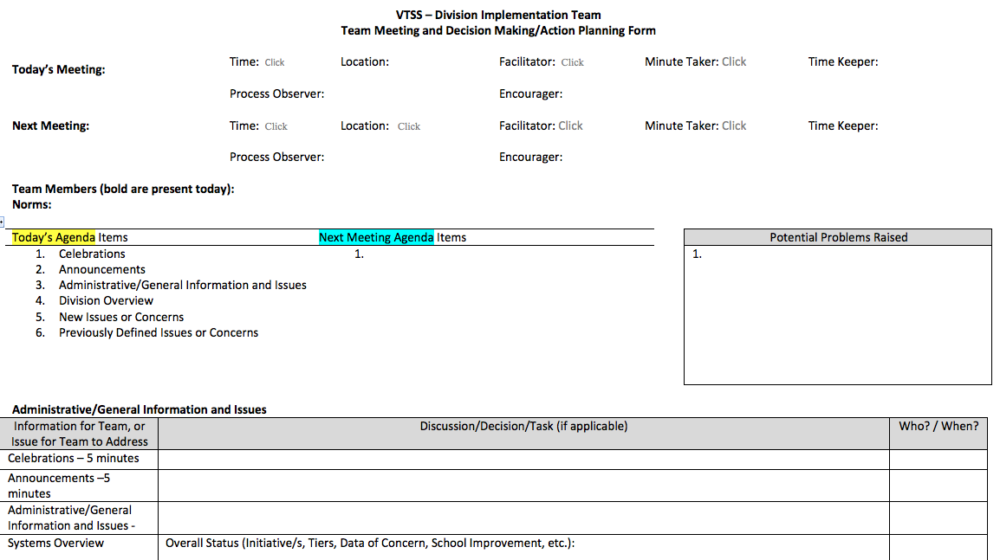 VTSS – Division Implementation Team
Team Meeting and Decision Making/Action Planning Form
Today's Meeting: Time: Click Location: Facilitator: Click Minute Taker: Click Time Keeper:
Process Observer: Encourager:
Next Meeting: Time: Click Location: Click Facilitator: Click Minute Taker: Click Time Keeper:
Process Observer: Encourager:
Team Members (bold are present today):
Norms:
Today's Agenda Items Next Meeting Agenda Items Potential Problems Raised
1. Celebrations 1. 1.
2. Announcements
3. Administrative/General Information and Issues
4. Division Overview
5. New Issues or Concerns
6. Previously Defined Issues or Concerns
Administrative/General Information and Issues
Information for Team, or Discussion/Decision/Task (if applicable) Who? / When?
Issue for Team to Address
Celebrations – 5 minutes
Announcements –5
minutes
Administrative/General
Information and Issues -
Systems Overview Overall Status (Initiative/s, Tiers, Data of Concern, School Improvement, etc.):